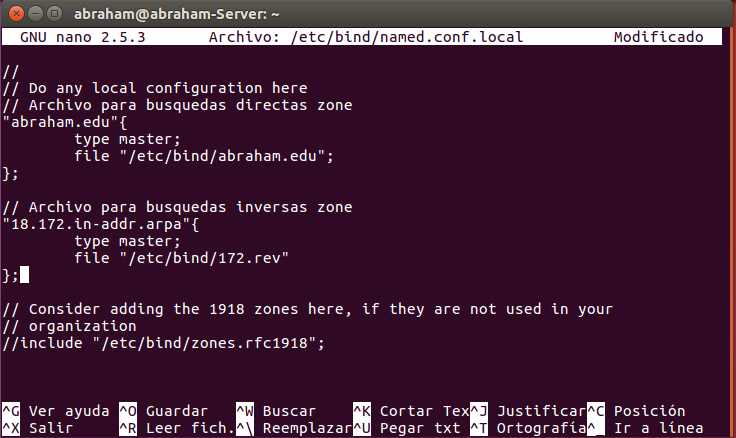 abraham@abraham-Server: ~
GNU nano 2.5.3 Archivo: /etc/bind/named.conf.local Modificado
//
// Do any local configuration here
// Archivo para busquedas directas zone
"abraham.edu"{
type master;
file "/etc/bind/abraham.edu";
};
// Archivo para busquedas inversas zone
"18.172.in-addr.arpa"{
type master;
file "/etc/bind/172.rev"
};
// Consider adding the 1918 zones here, if they are not used in your
// organization
//include "/etc/bind/zones.rfc1918";
^G Ver ayuda ^O Guardar ^W Buscar ^K Cortar Tex^J Justificar^C Posición
^X Salir ^R Leer fich.^\ Reemplazar^U Pegar txt ^T Ortografía^_ Ir a línea